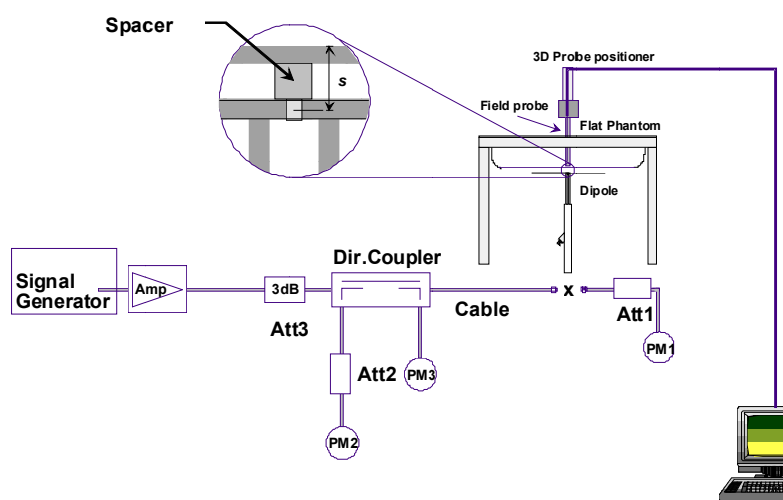 Spacer
s
3D Probe positioner
Field probe
Flat Phantom
Dipole
Signal
Generator
Amp
3dB
Att3
Dir.Coupler
Cable
x
Att1
PM1
Att2
PM3
PM2